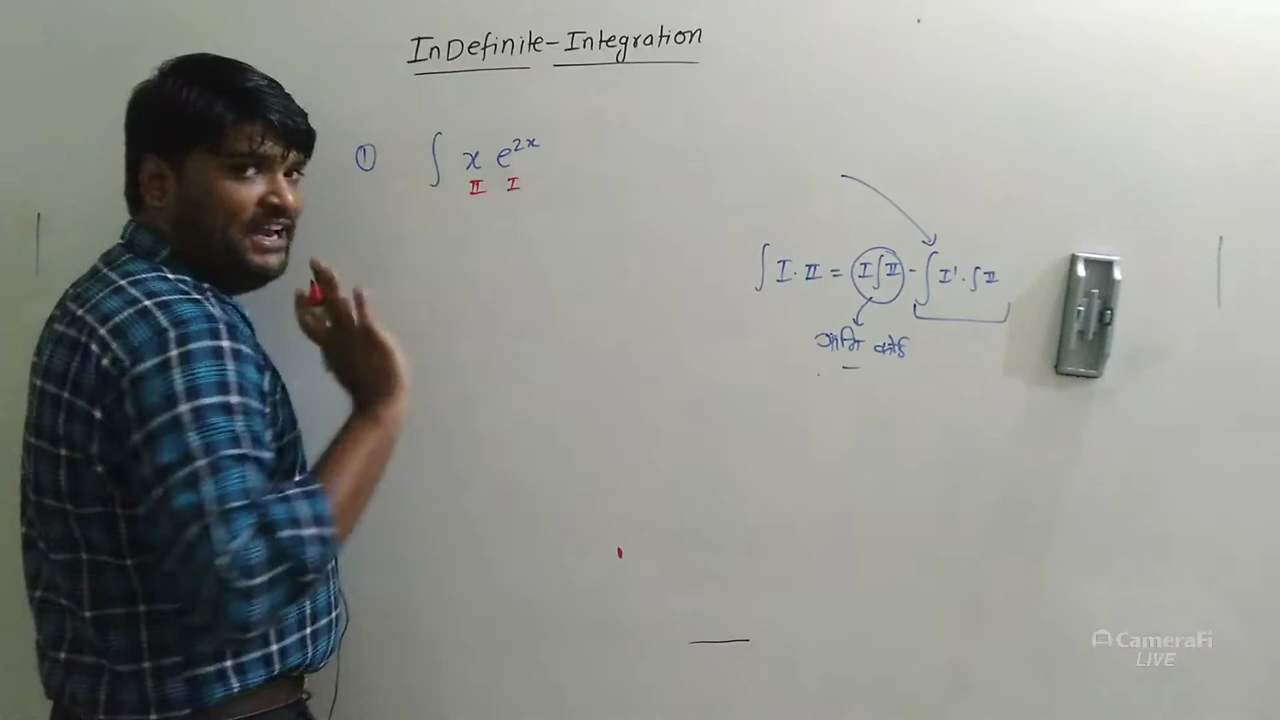 InDefinite-Integration
① ∫ x e^{2x}
II I
∫ I · II = I∫II - ∫ I' · ∫ II
कोई
CameraFi
LIVE